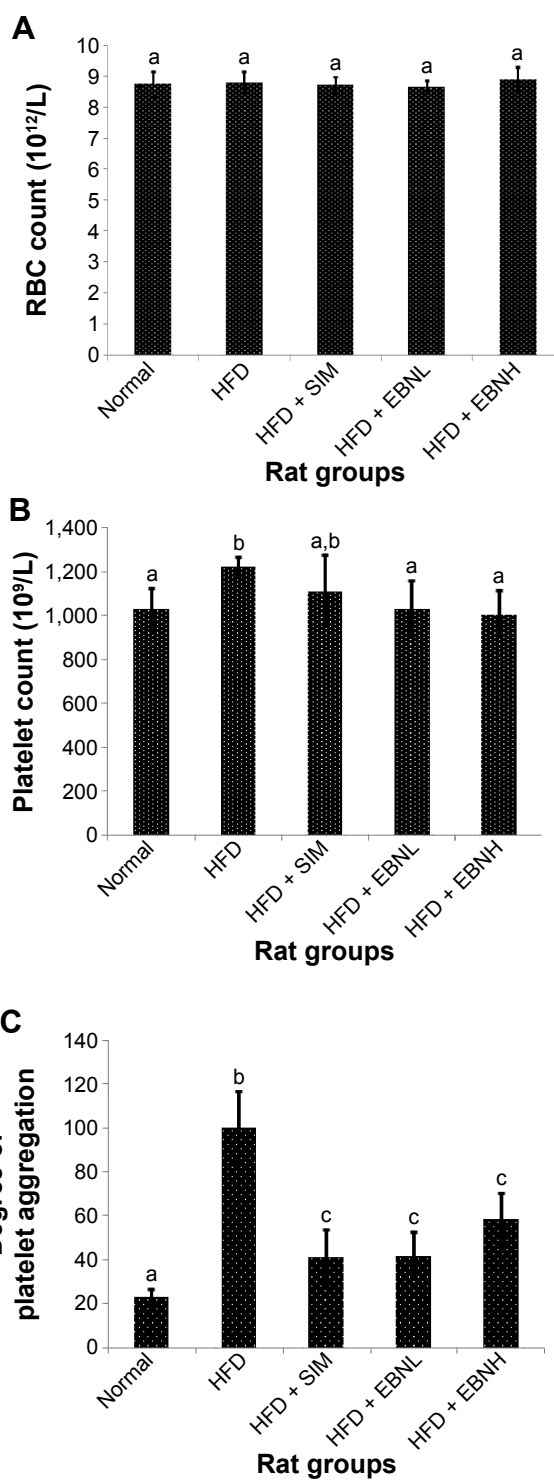 A
RBC count (10¹²/L)
10
9
8
7
6
5
4
3
2
1
0
a
a
a
a
a
Normal
HFD
HFD + SIM
HFD + EBNL
HFD + EBNH
Rat groups
B
Platelet count (10⁹/L)
1,400
1,200
1,000
800
600
400
200
0
a
b
a,b
a
a
Normal
HFD
HFD + SIM
HFD + EBNL
HFD + EBNH
Rat groups
C
platelet aggregation
140
120
100
80
60
40
20
0
a
b
c
c
c
Normal
HFD
HFD + SIM
HFD + EBNL
HFD + EBNH
Rat groups